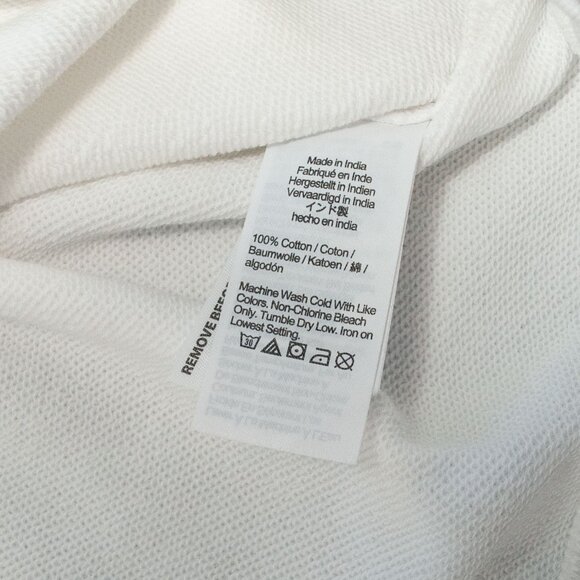 Made in India
Fabriqué en Inde
Hergestellt in Indien
Vervaardigd in India
インド製
hecho en india
100% Cotton / Coton /
Baumwolle / Katoen / 綿 /
algodón
Machine Wash Cold With Like
Colors. Non-Chlorine Bleach
Only. Tumble Dry Low. Iron on
Lowest Setting.
30
REMOVE BEFO